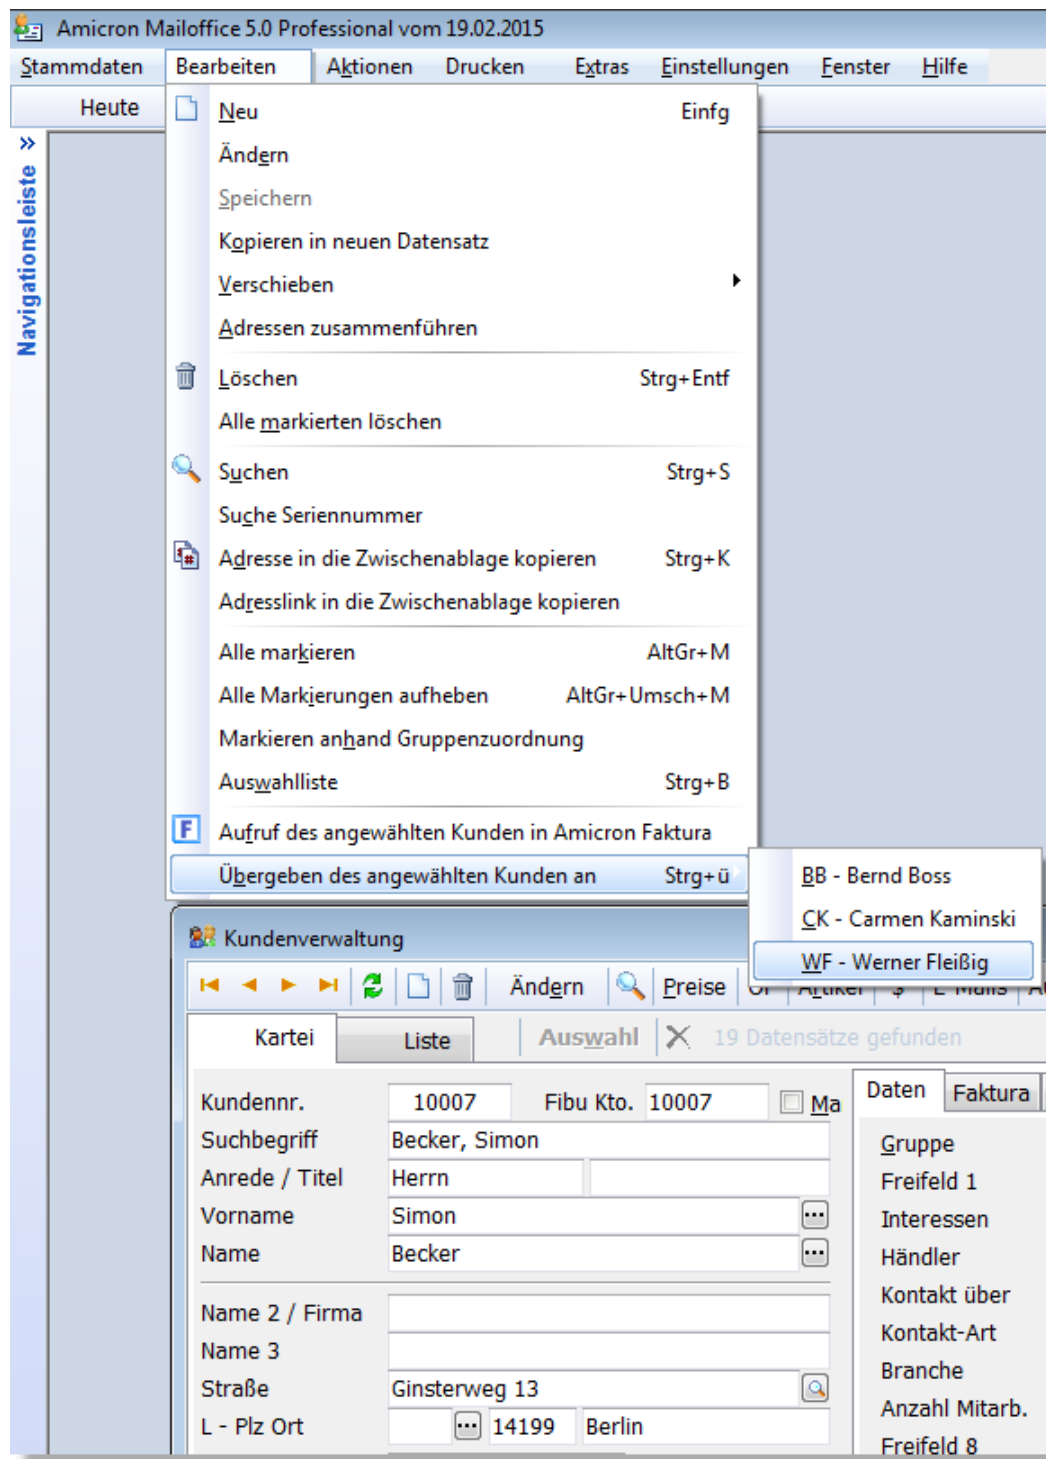 Amicron Mailoffice 5.0 Professional vom 19.02.2015
Stammdaten Bearbeiten Aktionen Drucken Extras Einstellungen Fenster Hilfe
Heute
Navigationsleiste »
Neu Einfg
Ändern
Speichern
Kopieren in neuen Datensatz
Verschieben
Adressen zusammenführen
Löschen Strg+Entf
Alle markierten löschen
Suchen Strg+S
Suche Seriennummer
Adresse in die Zwischenablage kopieren Strg+K
Adresslink in die Zwischenablage kopieren
Alle markieren AltGr+M
Alle Markierungen aufheben AltGr+Umsch+M
Markieren anhand Gruppenzuordnung
Auswahlliste Strg+B
F Aufruf des angewählten Kunden in Amicron Faktura
Übergeben des angewählten Kunden an Strg+ü
BB - Bernd Boss
CK - Carmen Kaminski
WF - Werner Fleißig
Kundenverwaltung
Ändern Preise OP Artikel $ E-Mails Au
Kartei Liste Auswahl 19 Datensätze gefunden
Kundennr. 10007 Fibu Kto. 10007 Ma
Suchbegriff Becker, Simon
Anrede / Titel Herrn
Vorname Simon
Name Becker
Name 2 / Firma
Name 3
Straße Ginsterweg 13
L - Plz Ort 14199 Berlin
Daten Faktura
Gruppe
Freifeld 1
Interessen
Händler
Kontakt über
Kontakt-Art
Branche
Anzahl Mitarb.
Freifeld 8